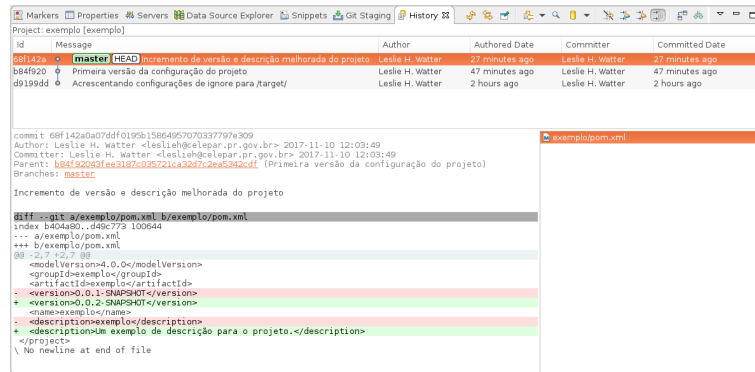 Markers Properties Servers Data Source Explorer Snippets Git Staging History
Project: exemplo [exemplo]
Id Message Author Authored Date Committer Committed Date
68f142a master HEAD Incremento de versão e descrição melhorada do projeto Leslie H. Watter 27 minutes ago Leslie H. Watter 27 minutes ago
b84f920 Primeira versão da configuração do projeto Leslie H. Watter 47 minutes ago Leslie H. Watter 47 minutes ago
d9199dd Acrescentando configurações de ignore para /target/ Leslie H. Watter 2 hours ago Leslie H. Watter 2 hours ago
commit 68f142a0a07ddf0195b15864957070337797e309
Author: Leslie H. Watter <leslieh@celepar.pr.gov.br> 2017-11-10 12:03:49
Committer: Leslie H. Watter <leslieh@celepar.pr.gov.br> 2017-11-10 12:03:49
Parent: b84f92043fee3187c035721ca32d7c2ea5342cdf (Primeira versão da configuração do projeto)
Branches: master
Incremento de versão e descrição melhorada do projeto
diff --git a/exemplo/pom.xml b/exemplo/pom.xml
index b404a80..d49c773 100644
--- a/exemplo/pom.xml
+++ b/exemplo/pom.xml
@@ -2,7 +2,7 @@
<modelVersion>4.0.0</modelVersion>
<groupId>exemplo</groupId>
<artifactId>exemplo</artifactId>
- <version>0.0.1-SNAPSHOT</version>
+ <version>0.0.2-SNAPSHOT</version>
<name>exemplo</name>
- <description>exemplo</description>
+ <description>Um exemplo de descrição para o projeto.</description>
</project>
\ No newline at end of file
exemplo/pom.xml